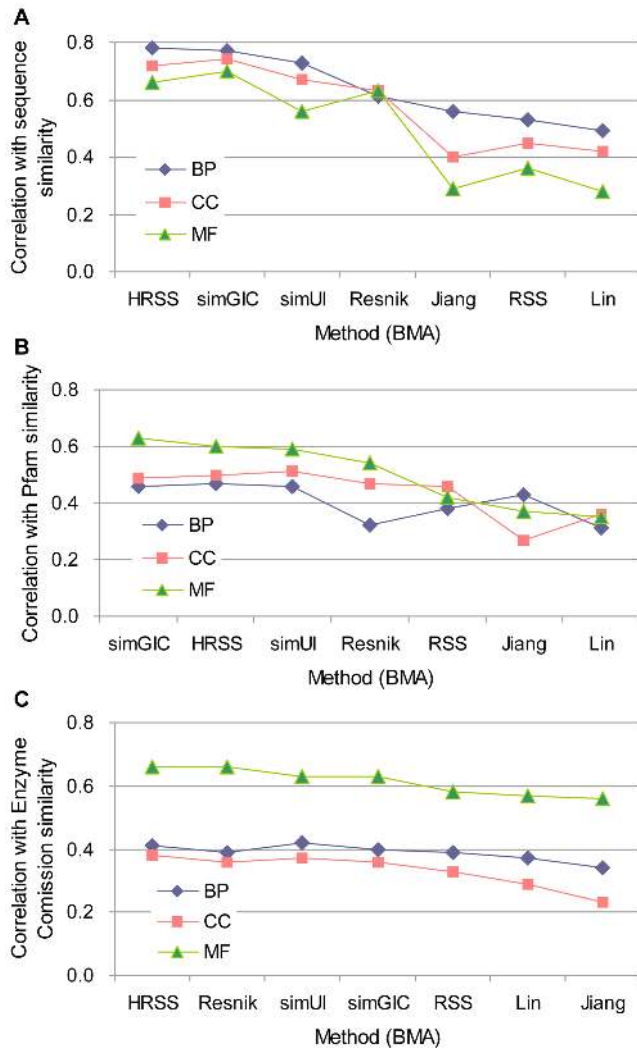 A
Correlation with sequence
similarity
0.8
0.6
0.4
0.2
0.0
BP
CC
MF
HRSS simGIC simUI Resnik Jiang RSS Lin
Method (BMA)
B
Correlation with Pfam similarity
0.8
0.6
0.4
0.2
0.0
BP
CC
MF
simGIC HRSS simUI Resnik RSS Jiang Lin
Method (BMA)
C
Correlation with Enzyme
Comission similarity
0.8
0.6
0.4
0.2
0.0
BP
CC
MF
HRSS Resnik simUI simGIC RSS Lin Jiang
Method (BMA)